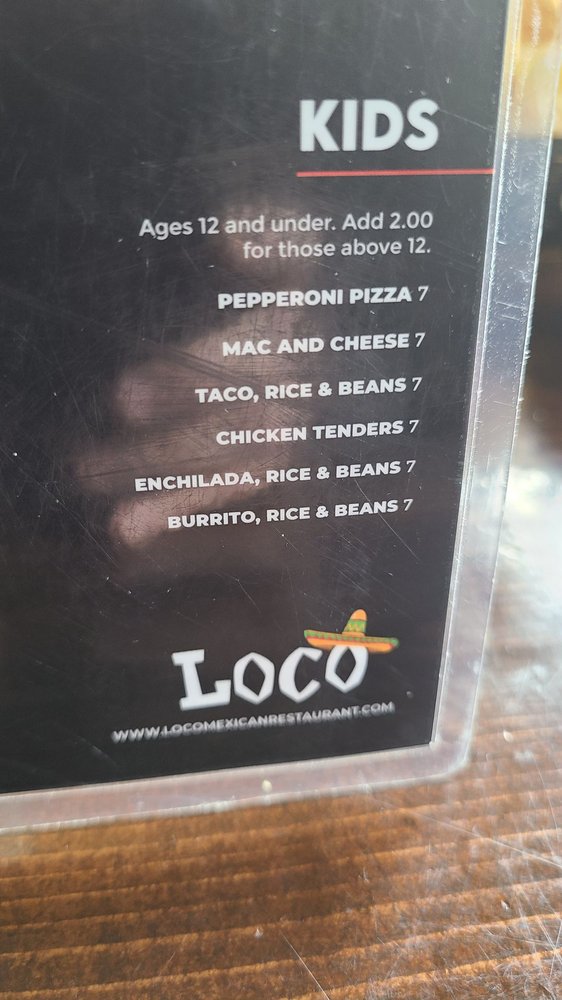 KIDS
Ages 12 and under. Add 2.00
for those above 12.
PEPPERONI PIZZA 7
MAC AND CHEESE 7
TACO, RICE & BEANS 7
CHICKEN TENDERS 7
ENCHILADA, RICE & BEANS 7
BURRITO, RICE & BEANS 7
LOCO
WWW.LOCOMEXICANRESTAURANT.COM